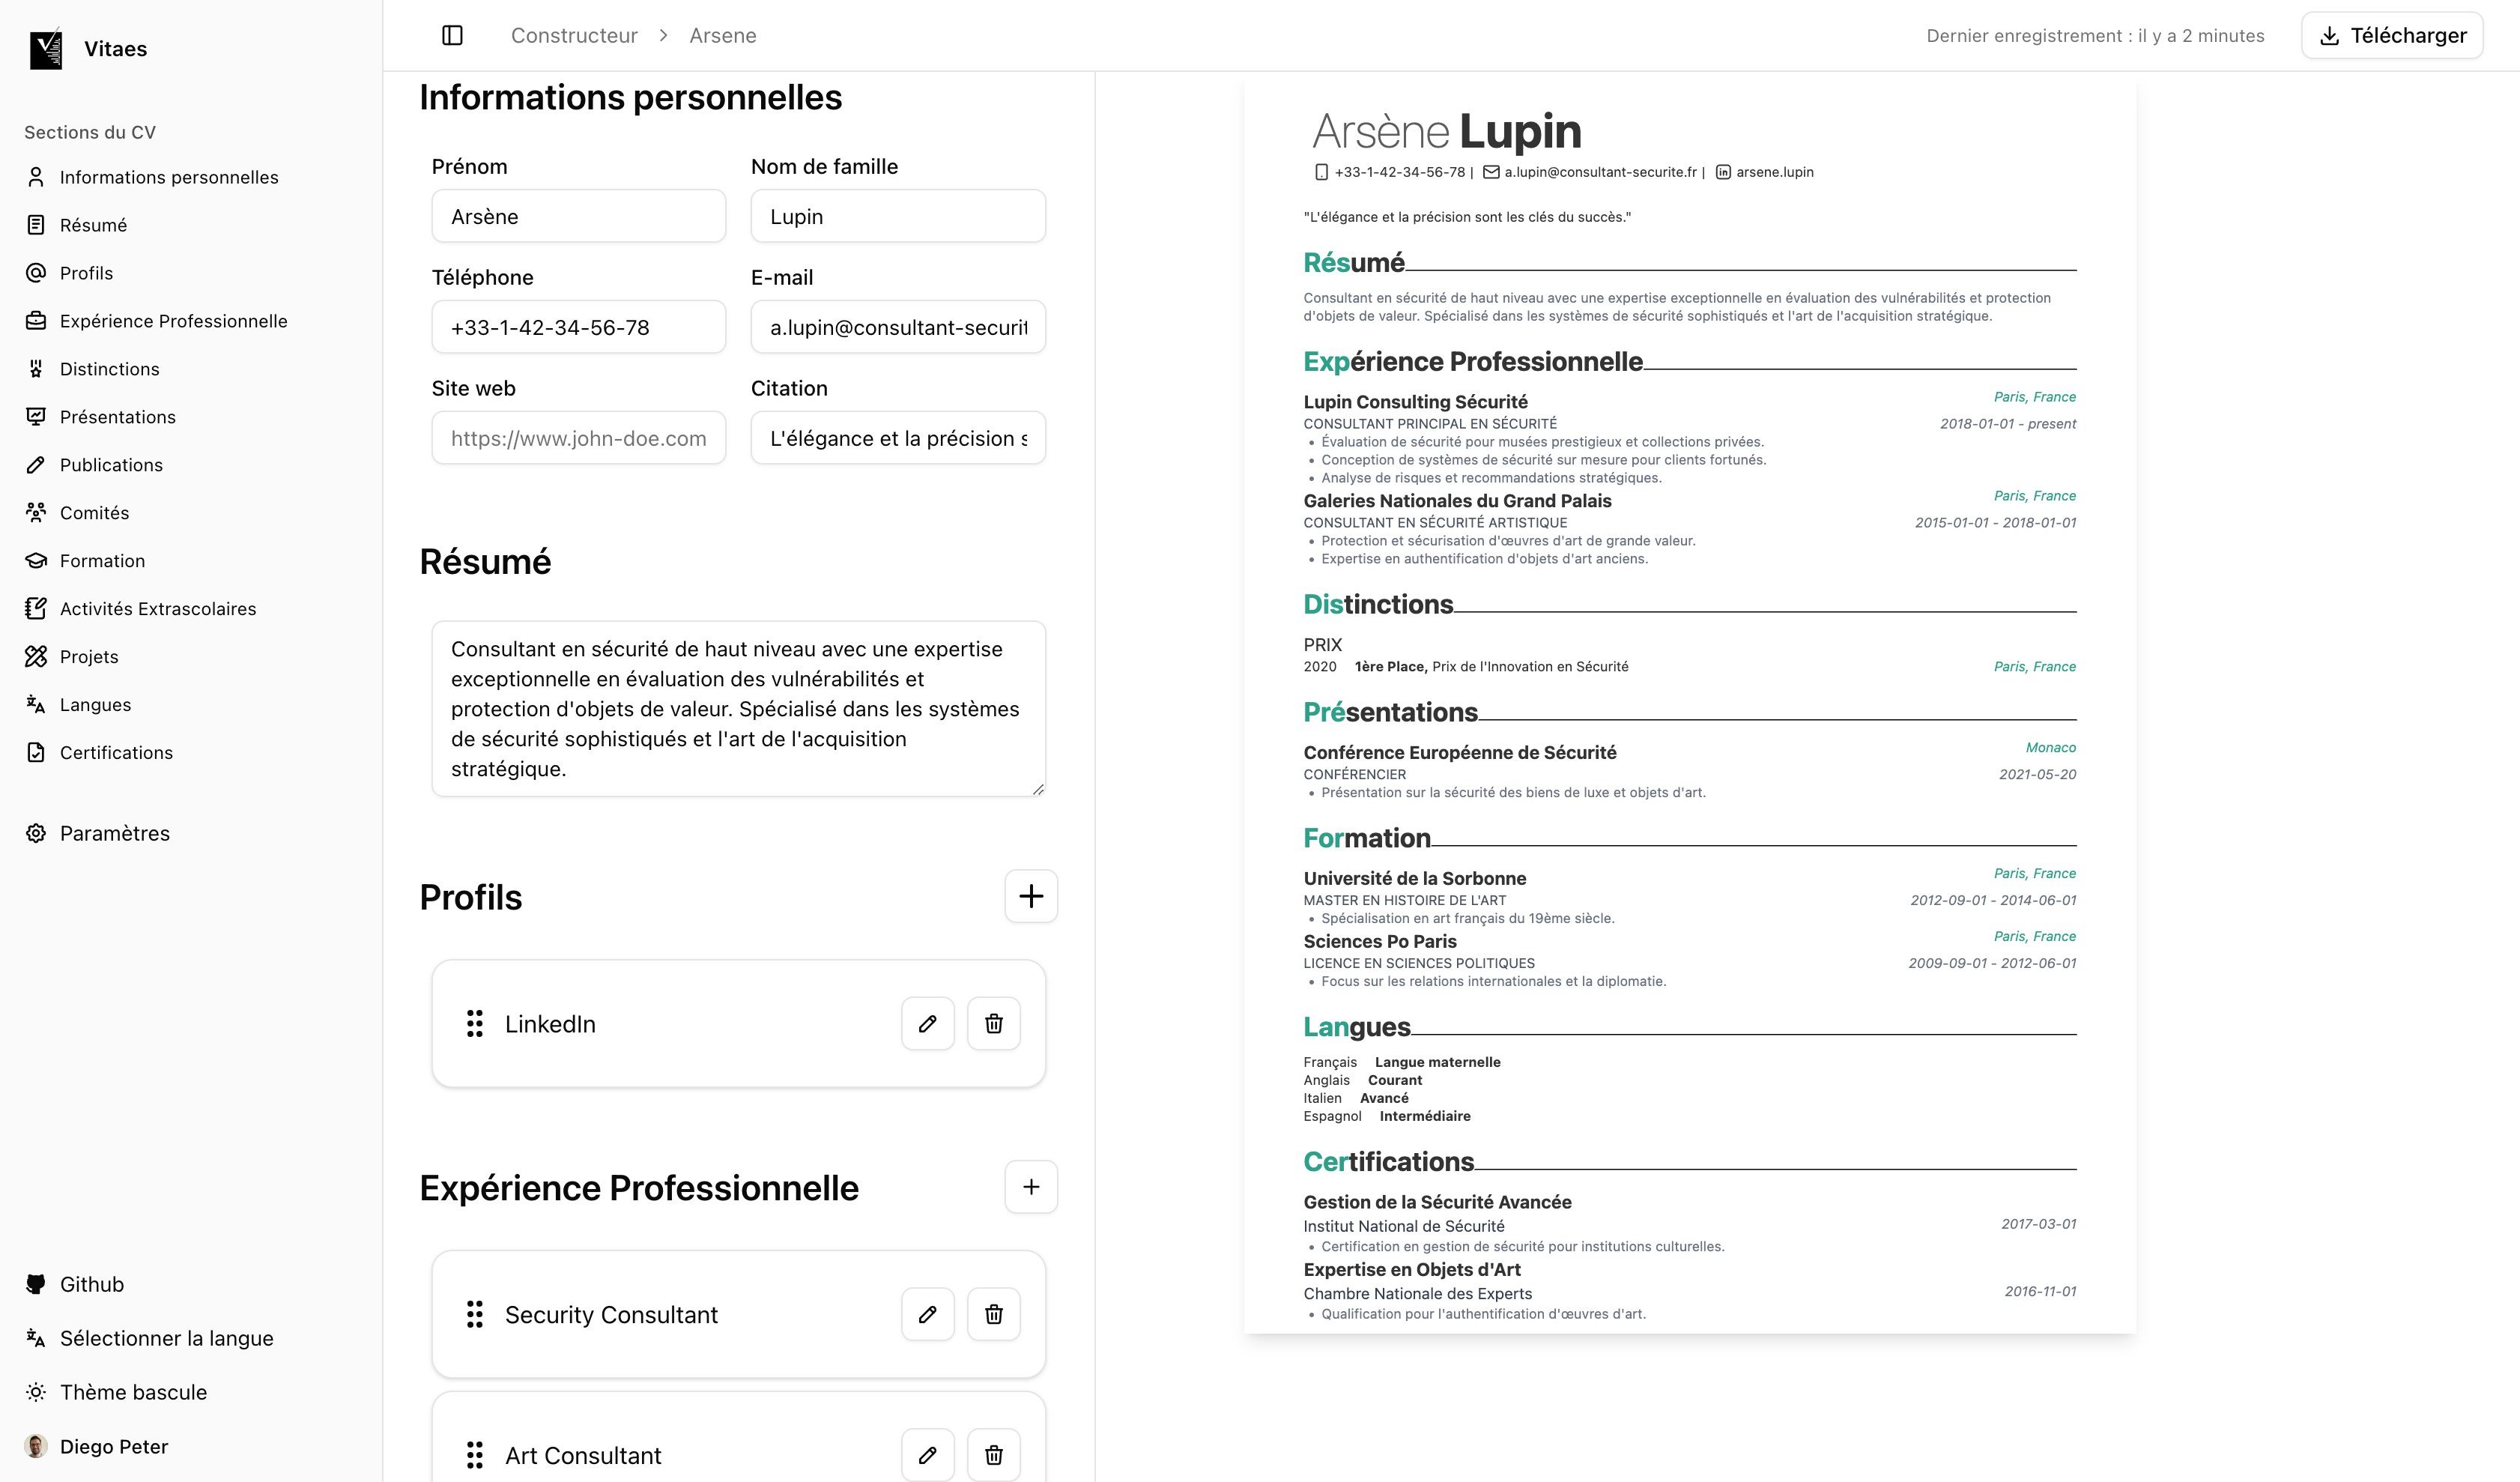 Vitaes
Sections du CV
Informations personnelles
Résumé
Profils
Expérience Professionnelle
Distinctions
Présentations
Publications
Comités
Formation
Activités Extrascolaires
Projets
Langues
Certifications
Paramètres
Github
Sélectionner la langue
Thème bascule
Diego Peter
Constructeur > Arsene
Dernier enregistrement : il y a 2 minutes
Télécharger
Informations personnelles
Prénom
Nom de famille
Arsène
Lupin
Téléphone
E-mail
+33-1-42-34-56-78
a.lupin@consultant-securit
Site web
Citation
https://www.john-doe.com
L'élégance et la précision s
Résumé
Consultant en sécurité de haut niveau avec une expertise
exceptionnelle en évaluation des vulnérabilités et
protection d'objets de valeur. Spécialisé dans les systèmes
de sécurité sophistiqués et l'art de l'acquisition
stratégique.
Profils
LinkedIn
Expérience Professionnelle
Security Consultant
Art Consultant
Arsène Lupin
+33-1-42-34-56-78 | a.lupin@consultant-securite.fr | arsene.lupin
"L'élégance et la précision sont les clés du succès."
Résumé
Consultant en sécurité de haut niveau avec une expertise exceptionnelle en évaluation des vulnérabilités et protection
d'objets de valeur. Spécialisé dans les systèmes de sécurité sophistiqués et l'art de l'acquisition stratégique.
Expérience Professionnelle
Lupin Consulting Sécurité Paris, France
CONSULTANT PRINCIPAL EN SÉCURITÉ 2018-01-01 - present
• Évaluation de sécurité pour musées prestigieux et collections privées.
• Conception de systèmes de sécurité sur mesure pour clients fortunés.
• Analyse de risques et recommandations stratégiques.
Galeries Nationales du Grand Palais Paris, France
CONSULTANT EN SÉCURITÉ ARTISTIQUE 2015-01-01 - 2018-01-01
• Protection et sécurisation d'œuvres d'art de grande valeur.
• Expertise en authentification d'objets d'art anciens.
Distinctions
PRIX
2020 1ère Place, Prix de l'Innovation en Sécurité Paris, France
Présentations
Conférence Européenne de Sécurité Monaco
CONFÉRENCIER 2021-05-20
• Présentation sur la sécurité des biens de luxe et objets d'art.
Formation
Université de la Sorbonne Paris, France
MASTER EN HISTOIRE DE L'ART 2012-09-01 - 2014-06-01
• Spécialisation en art français du 19ème siècle.
Sciences Po Paris Paris, France
LICENCE EN SCIENCES POLITIQUES 2009-09-01 - 2012-06-01
• Focus sur les relations internationales et la diplomatie.
Langues
Français Langue maternelle
Anglais Courant
Italien Avancé
Espagnol Intermédiaire
Certifications
Gestion de la Sécurité Avancée
Institut National de Sécurité 2017-03-01
• Certification en gestion de sécurité pour institutions culturelles.
Expertise en Objets d'Art
Chambre Nationale des Experts 2016-11-01
• Qualification pour l'authentification d'œuvres d'art.